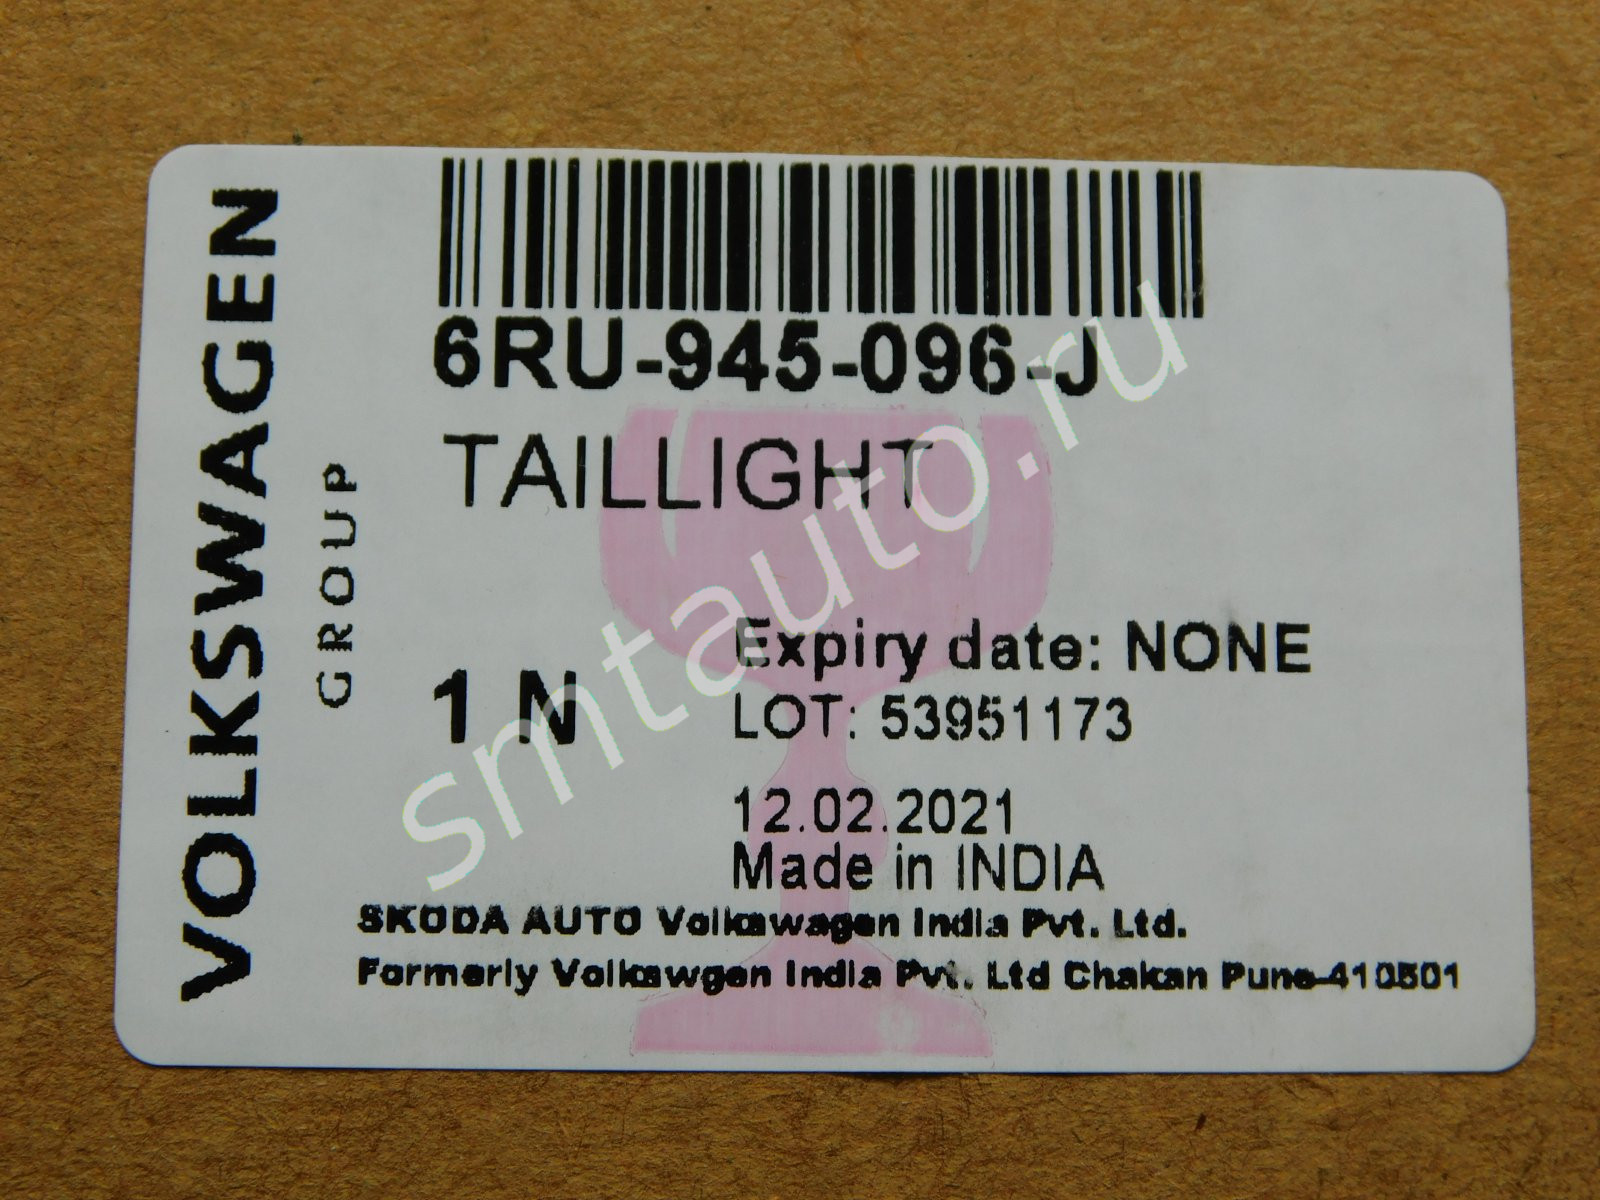 VOLKSWAGEN
GROUP
6RU-945-096-J
TAILLIGHT
1 N
Expiry date: NONE
LOT: 53951173
12.02.2021
Made in INDIA
SKODA AUTO Volkswagen India Pvt. Ltd.
Formerly Volkswgen India Pvt. Ltd Chakan Pune-410501
smtauto.ru